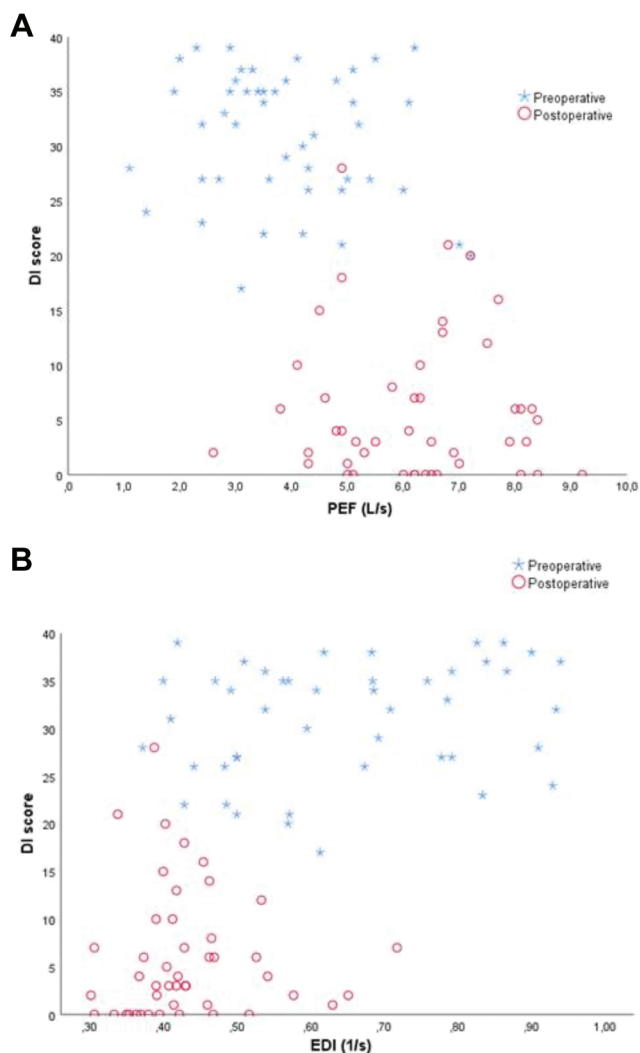 A
Preoperative
Postoperative
DI score
40
35
30
25
20
15
10
5
0
,0 1,0 2,0 3,0 4,0 5,0 6,0 7,0 8,0 9,0 10,0
PEF (L/s)
B
Preoperative
Postoperative
DI score
40
35
30
25
20
15
10
5
0
,30 ,40 ,50 ,60 ,70 ,80 ,90 1,00
EDI (1/s)